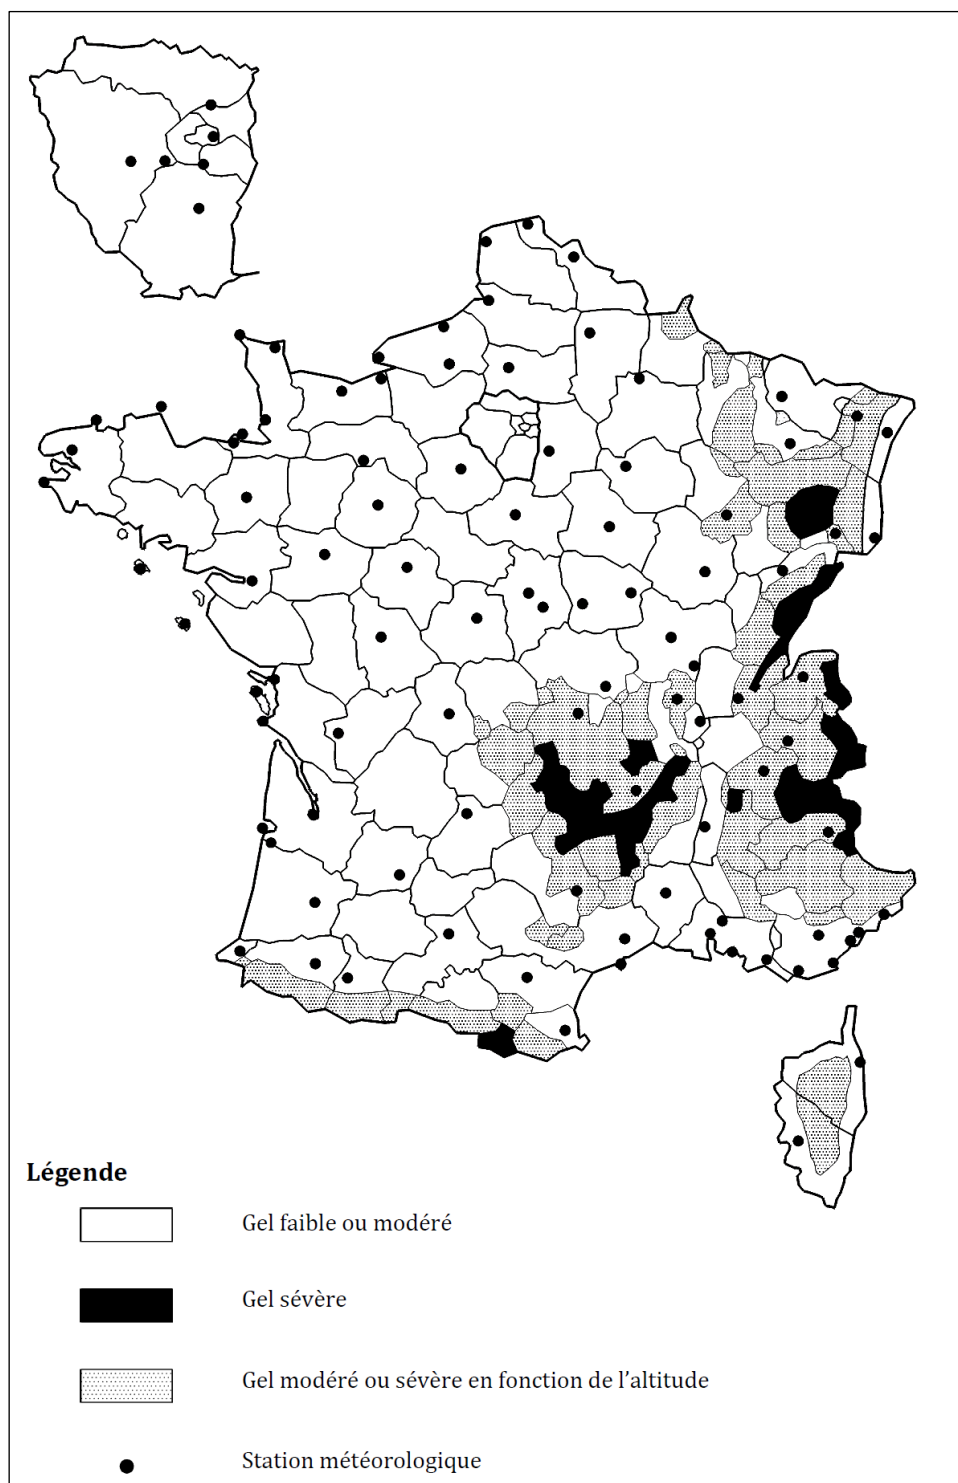 Légende
Gel faible ou modéré
Gel sévère
Gel modéré ou sévère en fonction de l'altitude
Station météorologique